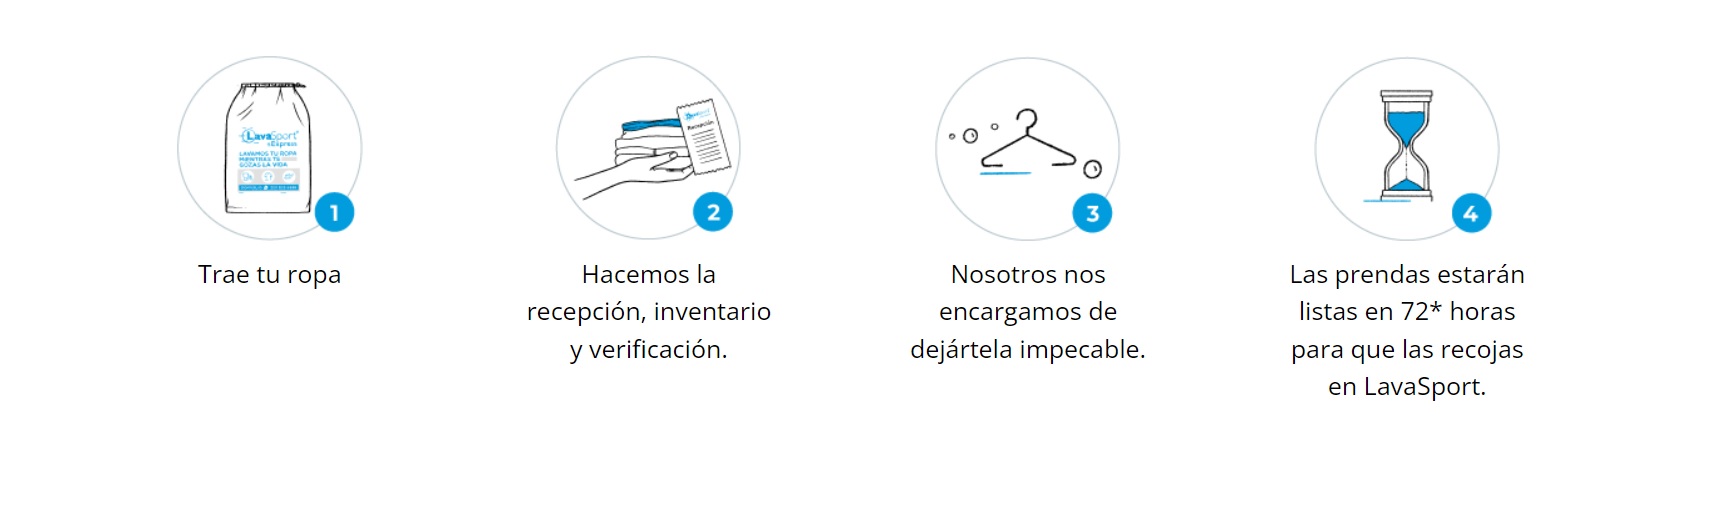 LavaSport
eXpress
LAVAMOS TU ROPA
MIENTRAS TÚ
GOZAS LA VIDA
1
Trae tu ropa
Recepción
2
Hacemos la
recepción, inventario
y verificación.
3
Nosotros nos
encargamos de
dejártela impecable.
4
Las prendas estarán
listas en 72* horas
para que las recojas
en LavaSport.